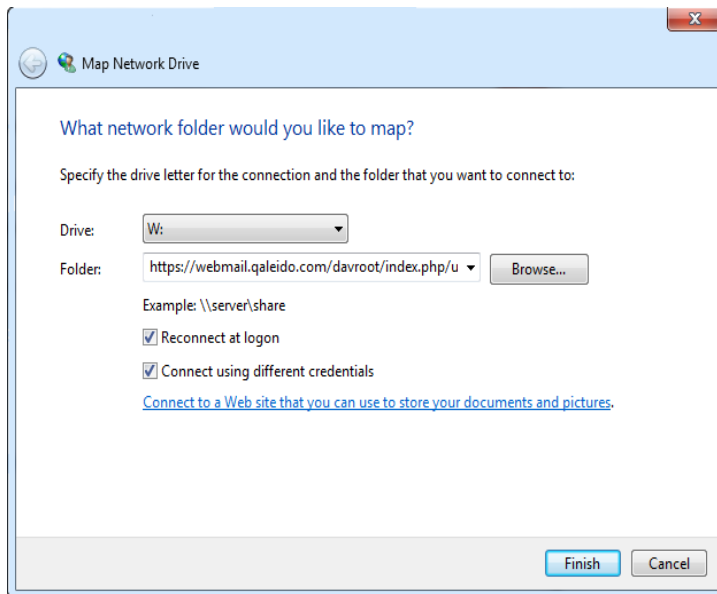 Map Network Drive
What network folder would you like to map?
Specify the drive letter for the connection and the folder that you want to connect to:
Drive: W:
Folder: https://webmail.qaleido.com/davroot/index.php/u Browse...
Example: \\server\share
Reconnect at logon
Connect using different credentials
Connect to a Web site that you can use to store your documents and pictures.
Finish Cancel